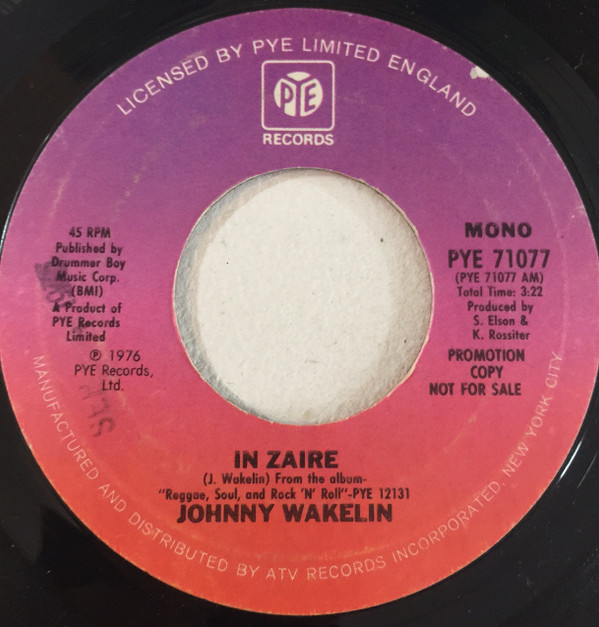 LICENSED BY PYE LIMITED ENGLAND
PYE
RECORDS
45 RPM
Published by
Drummer Boy
Music Corp.
(BMI)
A Product of
PYE Records
Limited
℗ 1976
PYE Records,
Ltd.
MONO
PYE 71077
(PYE 71077 AM)
Total Time: 3:22
Produced by
S. Elson &
K. Rossiter
PROMOTION
COPY
NOT FOR SALE
IN ZAIRE
(J. Wakelin) From the album-
"Reggae, Soul, and Rock 'N' Roll"-PYE 12131
JOHNNY WAKELIN
MANUFACTURED AND DISTRIBUTED BY ATV RECORDS INCORPORATED, NEW YORK CITY